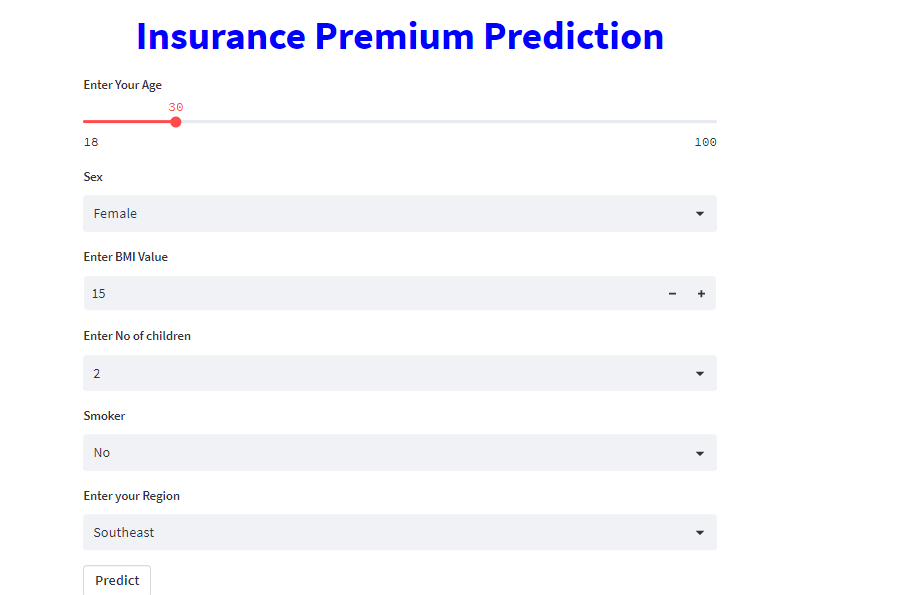 Insurance Premium Prediction
Enter Your Age
30
18 100
Sex
Female
Enter BMI Value
15 − +
Enter No of children
2
Smoker
No
Enter your Region
Southeast
Predict